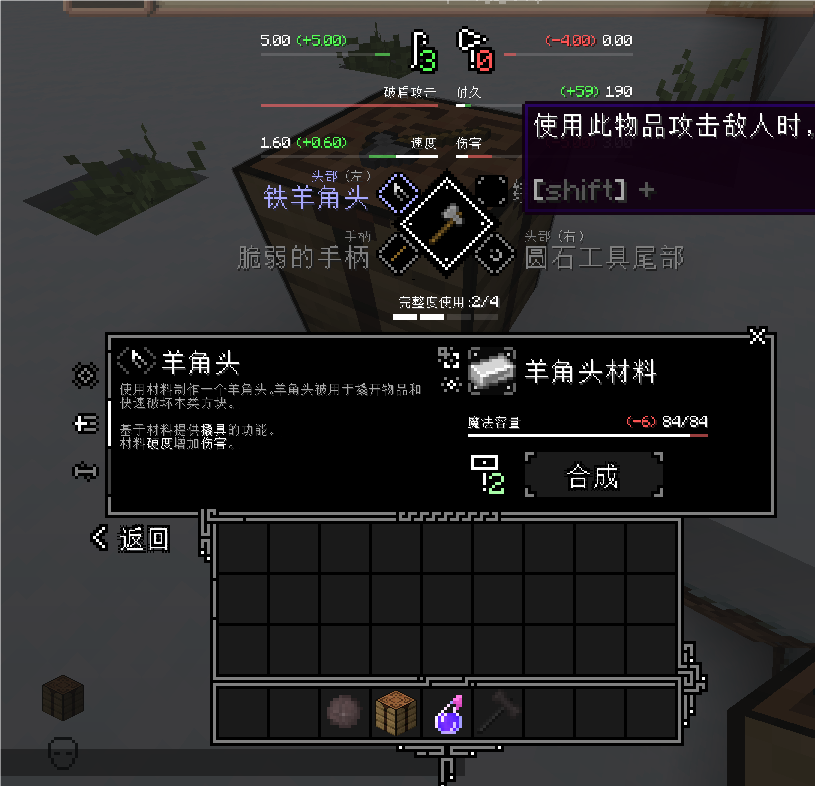 5.00 (+5.00)
3
0
(-4.00) 0.00
破盾攻击
耐久
(+59) 190
使用此物品攻击敌人时，
1.60 (+0.60)
速度
伤害
[shift] +
头部（左）
铁羊角头
手柄
脆弱的手柄
头部（右）
圆石工具尾部
完整度使用:2/4
羊角头
使用材料制作一个羊角头。羊角头被用于撬开物品和
快速破坏木类方块。
基于材料提供撬具的功能。
材料硬度增加伤害。
羊角头材料
魔法容量
(-6) 84/84
2
合成
返回